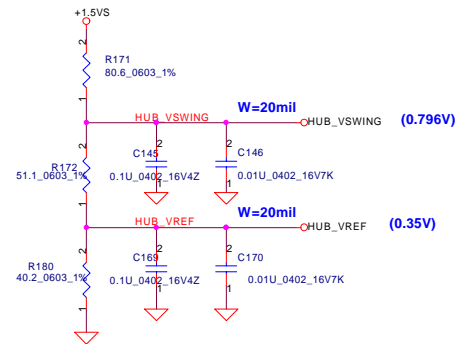 +1.5VS
2
R171
80.6_0603_1%
1
W=20mil
HUB_VSWING
HUB_VSWING
(0.796V)
2
2
2
C145
C146
R172
51.1_0603_1%
0.1U_0402_16V4Z
0.01U_0402_16V7K
1
1
1
W=20mil
HUB_VREF
HUB_VREF
(0.35V)
2
2
2
C169
C170
R180
40.2_0603_1%
0.1U_0402_16V4Z
0.01U_0402_16V7K
1
1
1